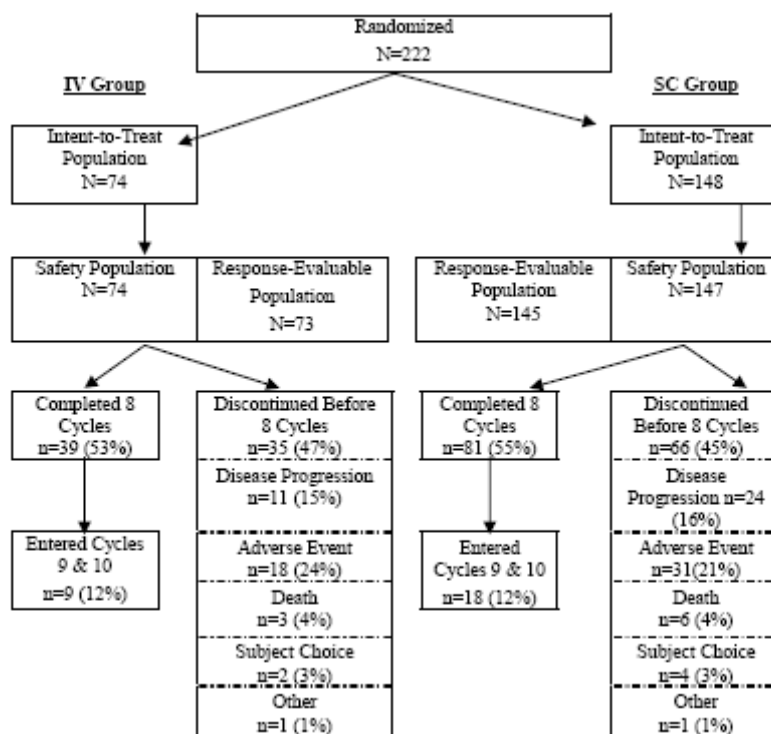 Randomized
N=222
IV Group
SC Group
Intent-to-Treat
Population
N=74
Intent-to-Treat
Population
N=148
Safety Population
N=74
Response-Evaluable
Population
N=73
Response-Evaluable
Population
N=145
Safety Population
N=147
Completed 8
Cycles
n=39 (53%)
Discontinued Before
8 Cycles
n=35 (47%)
Disease Progression
n=11 (15%)
Adverse Event
n=18 (24%)
Death
n=3 (4%)
Subject Choice
n=2 (3%)
Other
n=1 (1%)
Entered Cycles
9 & 10
n=9 (12%)
Completed 8
Cycles
n=81 (55%)
Discontinued
Before 8 Cycles
n=66 (45%)
Disease
Progression n=24
(16%)
Adverse Event
n=31(21%)
Death
n=6 (4%)
Subject Choice
n=4 (3%)
Other
n=1 (1%)
Entered
Cycles 9 & 10
n=18 (12%)